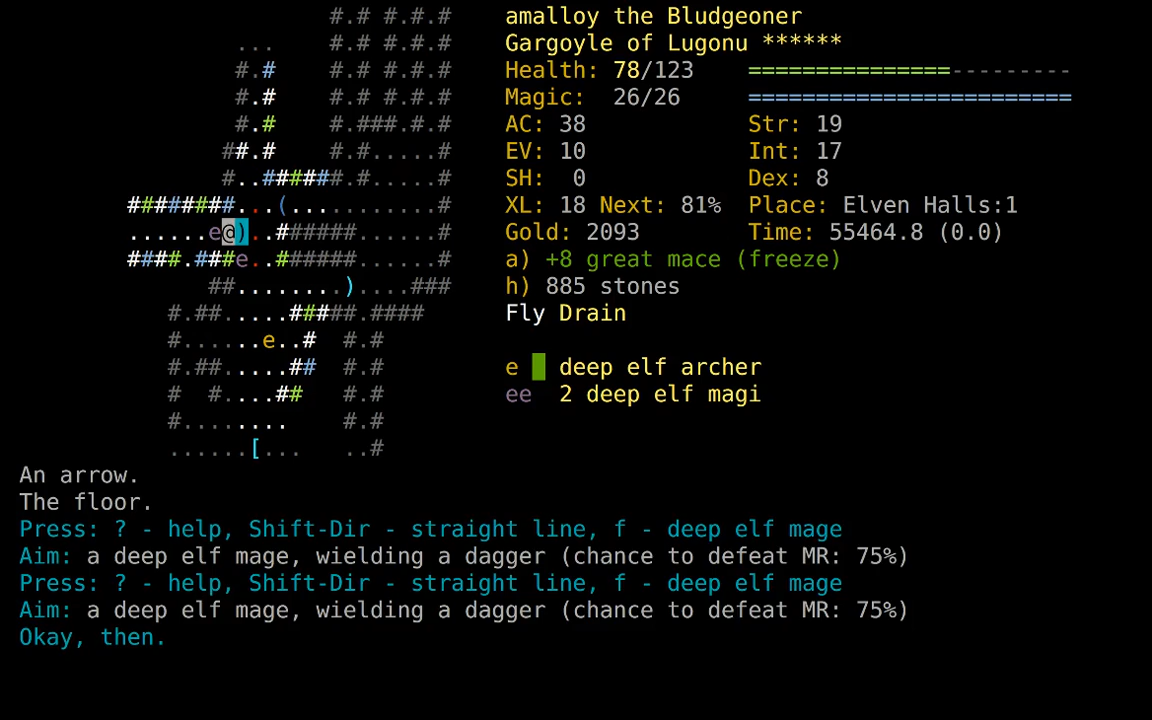 amalloy the Bludgeoner
Gargoyle of Lugonu ******
Health: 78/123 ===============---------
Magic: 26/26 ========================
AC: 38 Str: 19
EV: 10 Int: 17
SH: 0 Dex: 8
XL: 18 Next: 81% Place: Elven Halls:1
Gold: 2093 Time: 55464.8 (0.0)
a) +8 great mace (freeze)
h) 885 stones
Fly Drain
e deep elf archer
ee 2 deep elf magi
An arrow.
The floor.
Press: ? - help, Shift-Dir - straight line, f - deep elf mage
Aim: a deep elf mage, wielding a dagger (chance to defeat MR: 75%)
Press: ? - help, Shift-Dir - straight line, f - deep elf mage
Aim: a deep elf mage, wielding a dagger (chance to defeat MR: 75%)
Okay, then.